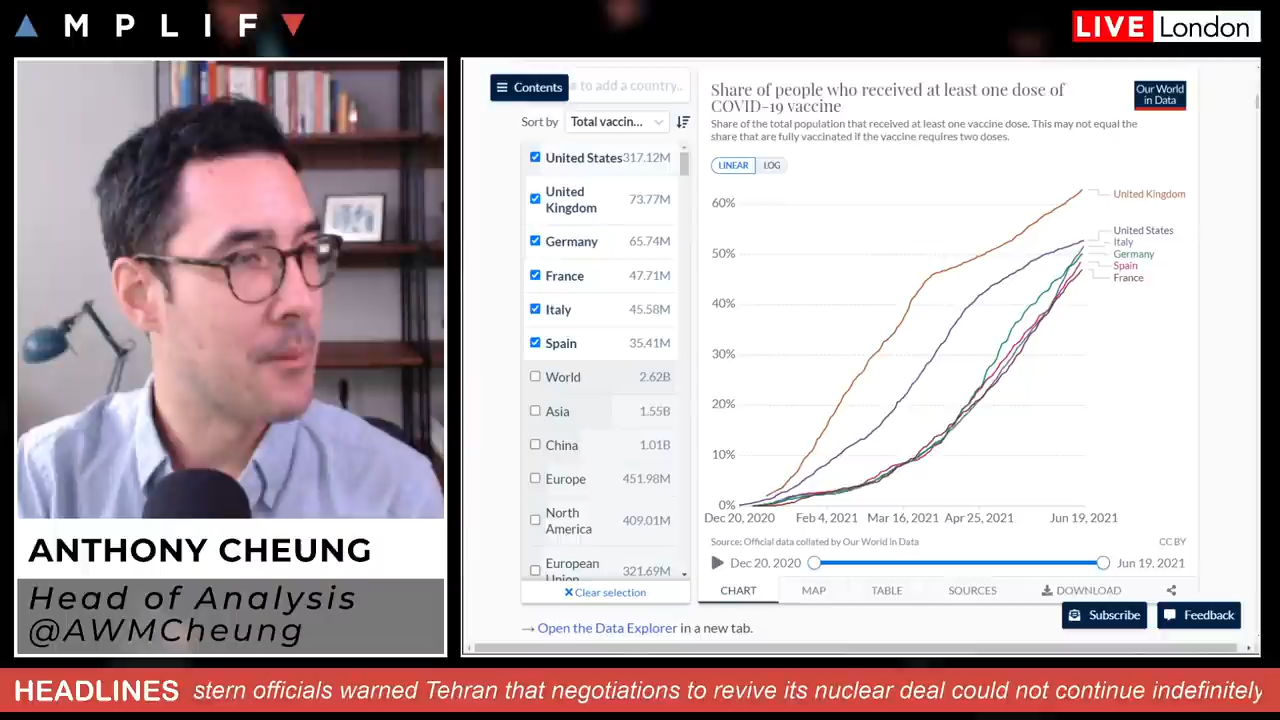 AMPLIFY
LIVE London
Contents
e to add a country..
Sort by Total vaccin...
United States 317.12M
United Kingdom 73.77M
Germany 65.74M
France 47.71M
Italy 45.58M
Spain 35.41M
World 2.62B
Asia 1.55B
China 1.01B
Europe 451.98M
North America 409.01M
European Union 321.69M
Clear selection
→ Open the Data Explorer in a new tab.
Share of people who received at least one dose of
COVID-19 vaccine
Share of the total population that received at least one vaccine dose. This may not equal the
share that are fully vaccinated if the vaccine requires two doses.
Our World
in Data
LINEAR LOG
60%
50%
40%
30%
20%
10%
0%
United Kingdom
United States
Italy
Germany
Spain
France
Dec 20, 2020 Feb 4, 2021 Mar 16, 2021 Apr 25, 2021 Jun 19, 2021
Source: Official data collated by Our World in Data CC BY
Dec 20, 2020 Jun 19, 2021
CHART MAP TABLE SOURCES DOWNLOAD
Subscribe Feedback
ANTHONY CHEUNG
Head of Analysis
@AWMCheung
HEADLINES stern officials warned Tehran that negotiations to revive its nuclear deal could not continue indefinitely